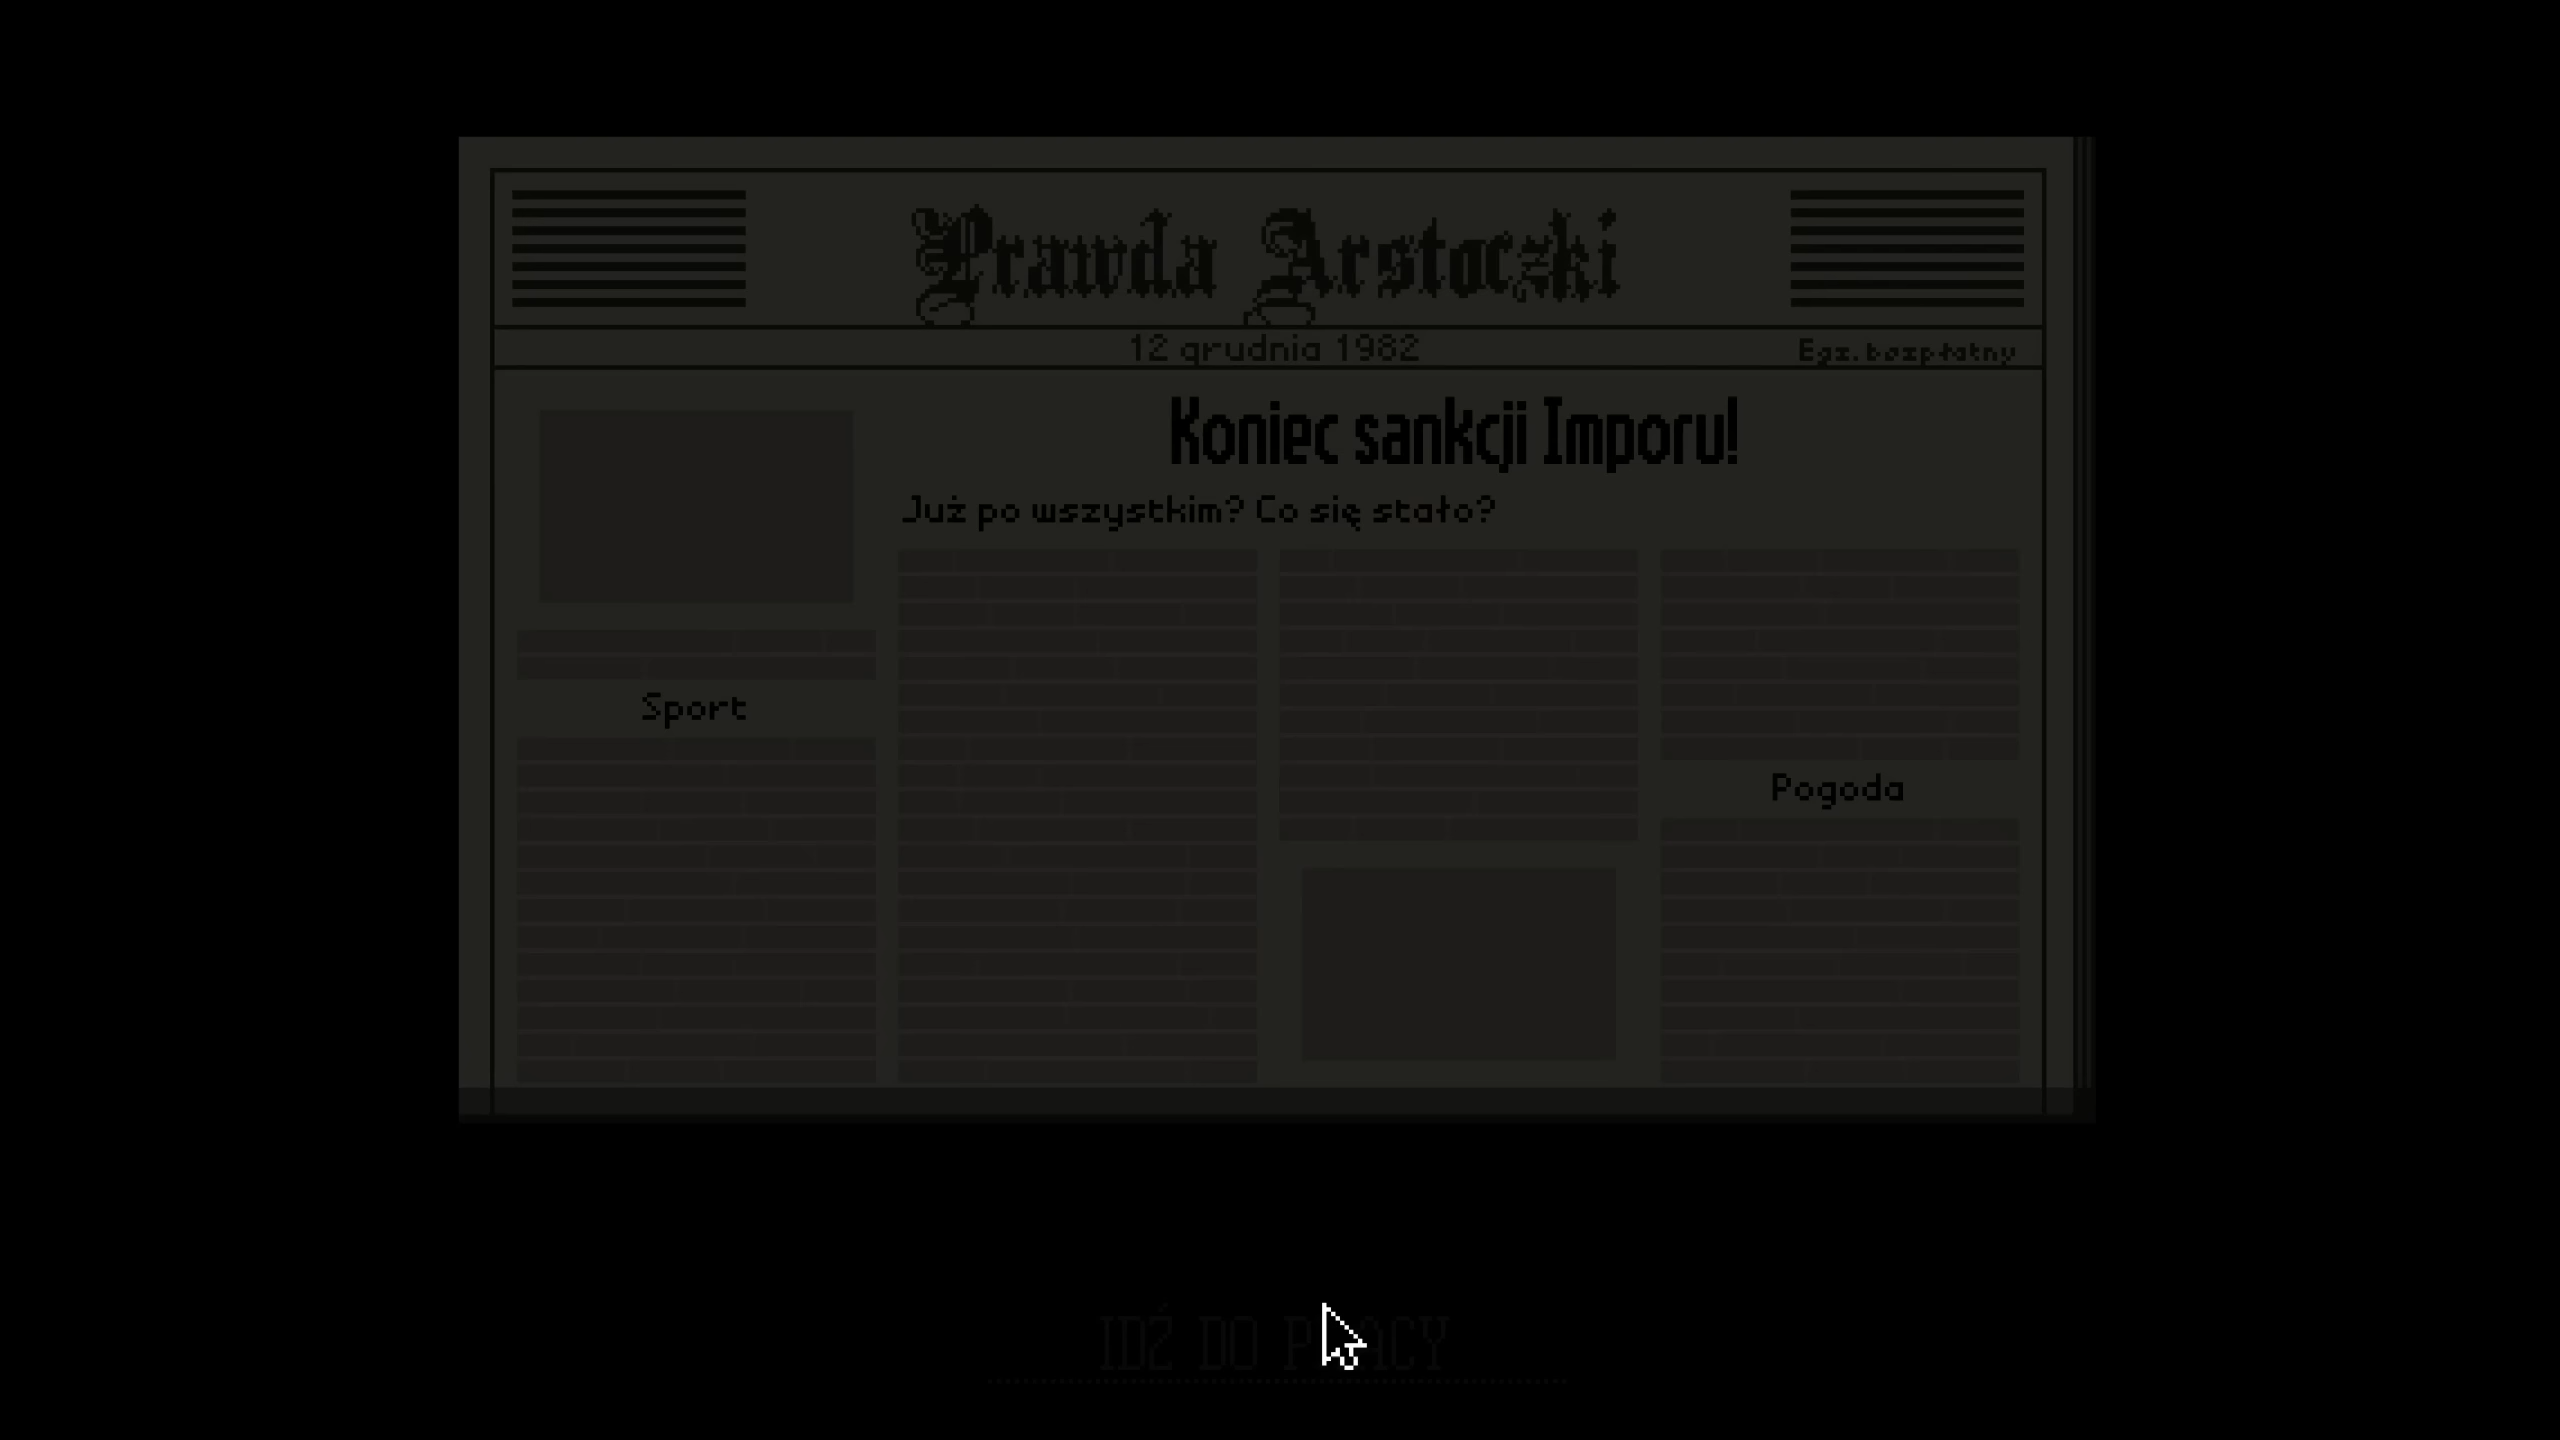 Prawda Arstoczki
12 grudnia 1982
Egz. bezpłatny
Koniec sankcji Imporu!
Już po wszystkim? Co się stało?
Sport
Pogoda
IDŹ DO PRACY